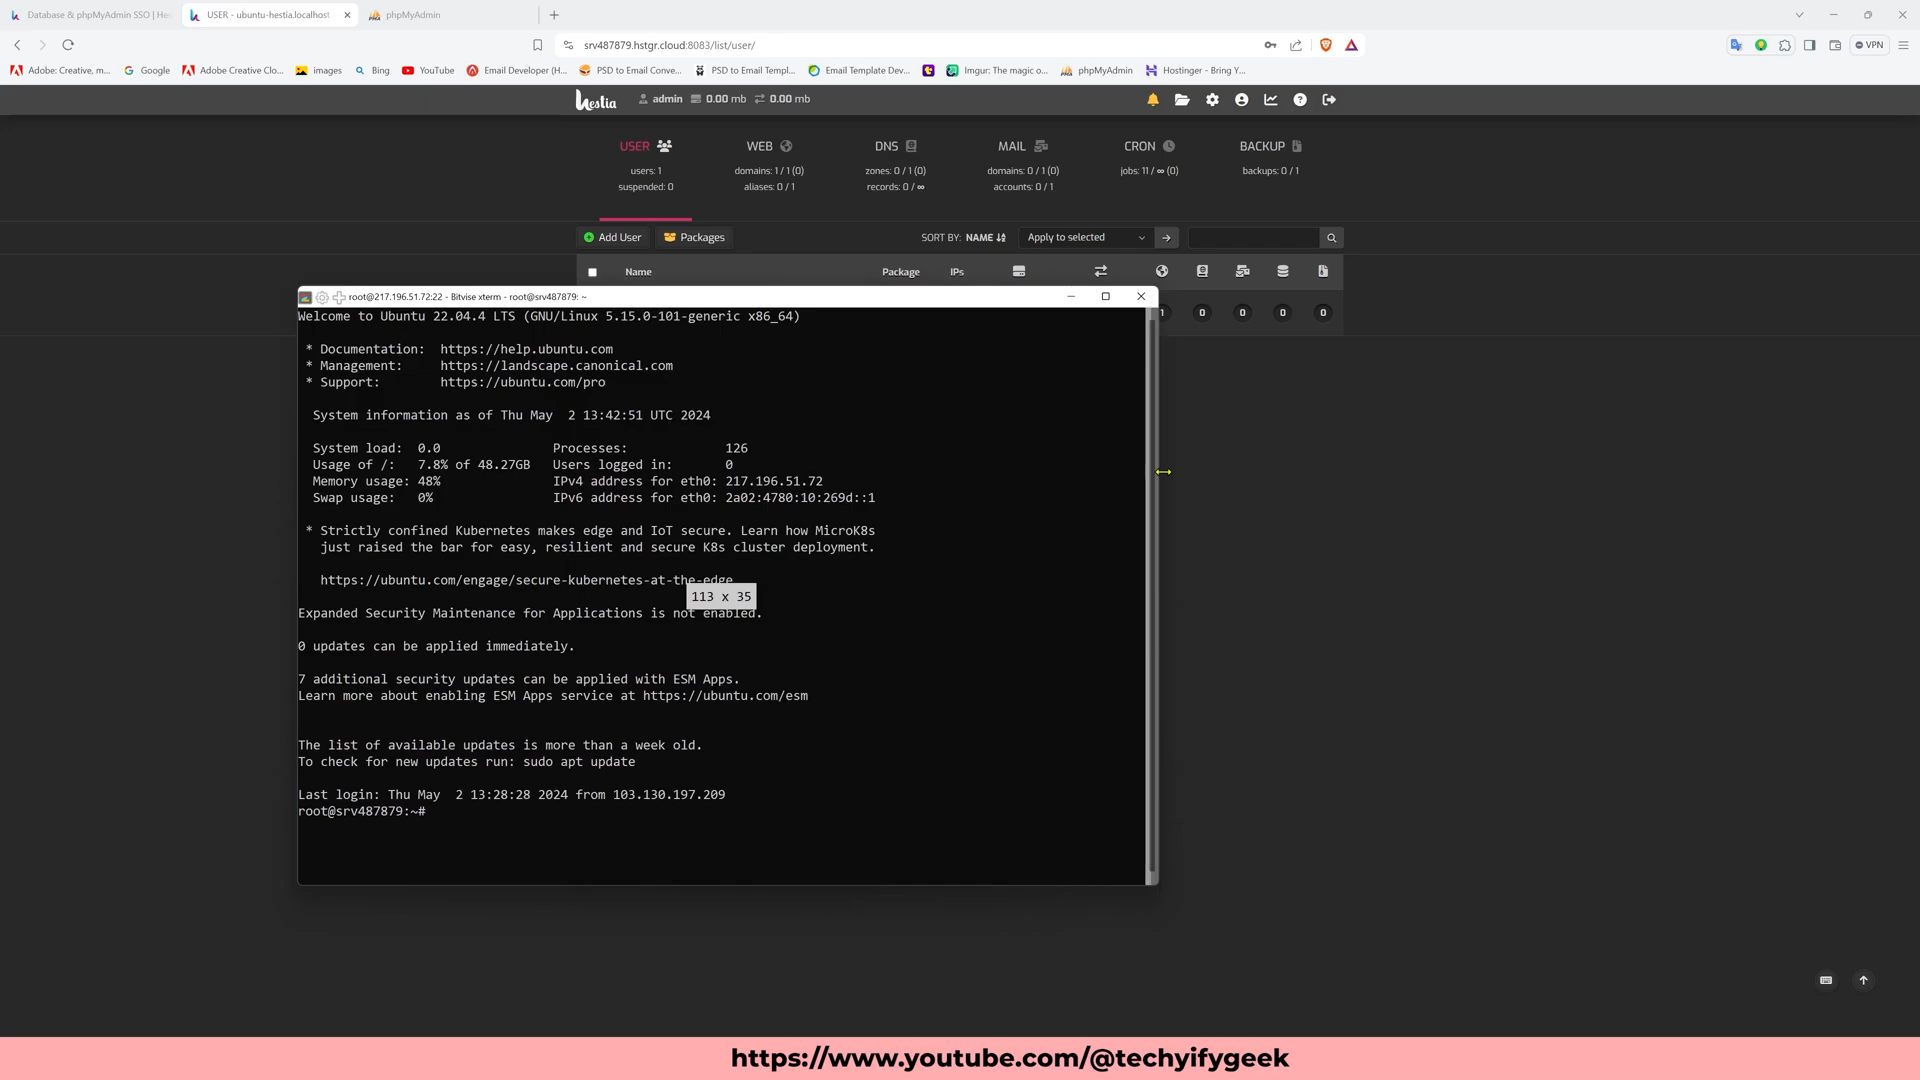 Database & phpMyAdmin SSO | He
USER - ubuntu-hestia.localhost
phpMyAdmin
srv487879.hstgr.cloud:8083/list/user/
VPN
Adobe: Creative, m...
Google
Adobe Creative Clo...
images
Bing
YouTube
Email Developer (H...
PSD to Email Conve...
PSD to Email Templ...
Email Template Dev...
Imgur: The magic o...
phpMyAdmin
Hostinger - Bring Y...
hestia
admin
0.00 mb
0.00 mb
USER
WEB
DNS
MAIL
CRON
BACKUP
users: 1
domains: 1 / 1 (0)
zones: 0 / 1 (0)
domains: 0 / 1 (0)
jobs: 11 / ∞ (0)
backups: 0 / 1
suspended: 0
aliases: 0 / 1
records: 0 / ∞
accounts: 0 / 1
Add User
Packages
SORT BY: NAME
Apply to selected
Name
Package
IPs
1
0
0
0
0
root@217.196.51.72:22 - Bitvise xterm - root@srv487879: ~
Welcome to Ubuntu 22.04.4 LTS (GNU/Linux 5.15.0-101-generic x86_64)
* Documentation:  https://help.ubuntu.com
* Management:     https://landscape.canonical.com
* Support:        https://ubuntu.com/pro
System information as of Thu May  2 13:42:51 UTC 2024
System load:  0.0                Processes:             126
Usage of /:   7.8% of 48.27GB   Users logged in:       0
Memory usage: 48%               IPv4 address for eth0: 217.196.51.72
Swap usage:   0%                IPv6 address for eth0: 2a02:4780:10:269d::1
* Strictly confined Kubernetes makes edge and IoT secure. Learn how MicroK8s
just raised the bar for easy, resilient and secure K8s cluster deployment.
https://ubuntu.com/engage/secure-kubernetes-at-the-edge
113 x 35
Expanded Security Maintenance for Applications is not enabled.
0 updates can be applied immediately.
7 additional security updates can be applied with ESM Apps.
Learn more about enabling ESM Apps service at https://ubuntu.com/esm
The list of available updates is more than a week old.
To check for new updates run: sudo apt update
Last login: Thu May  2 13:28:28 2024 from 103.130.197.209
root@srv487879:~#
https://www.youtube.com/@techyifygeek